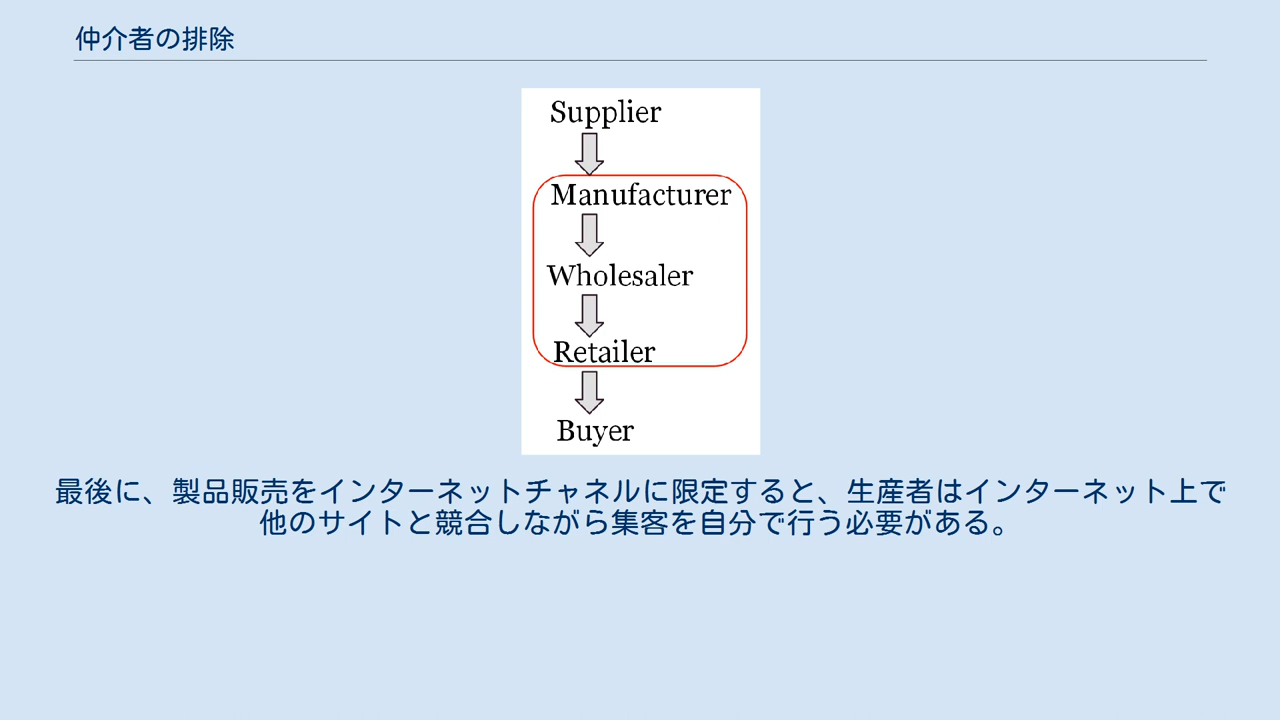 仲介者の排除
Supplier
Manufacturer
Wholesaler
Retailer
Buyer
最後に、製品販売をインターネットチャネルに限定すると、生産者はインターネット上で
他のサイトと競合しながら集客を自分で行う必要がある。